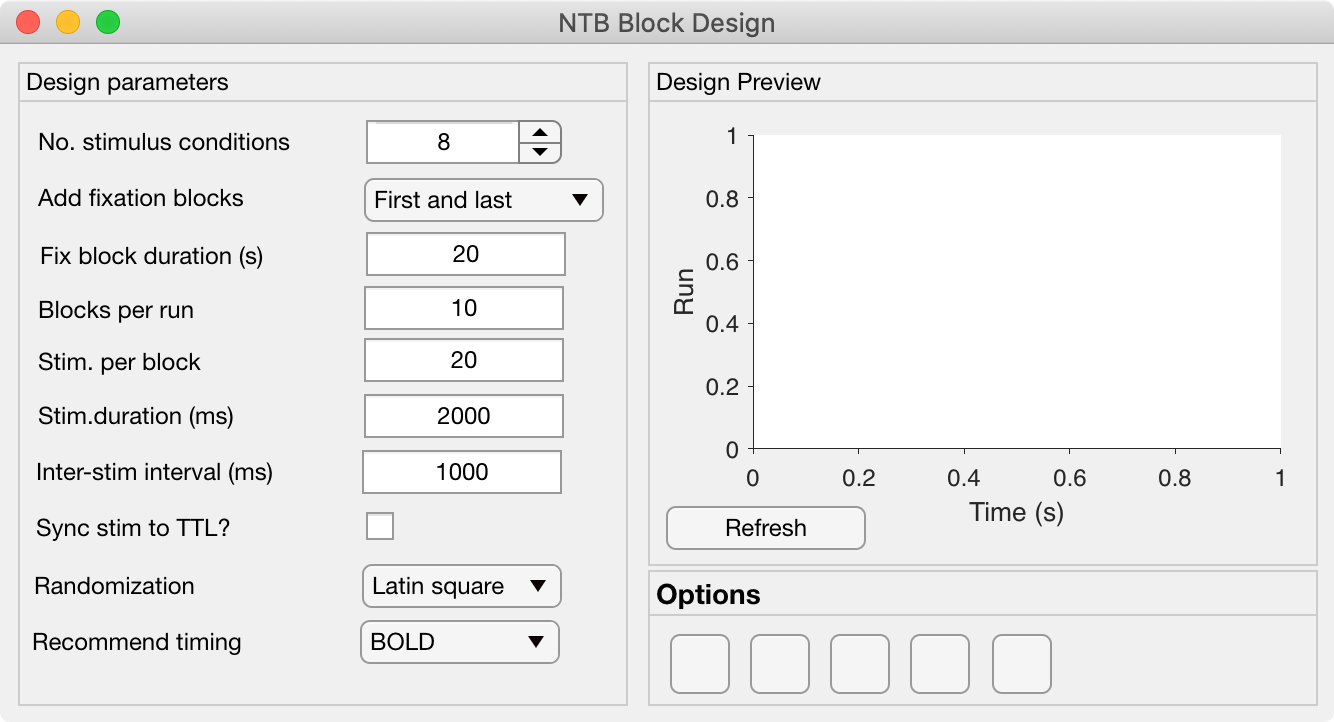 NTB Block Design
Design parameters
No. stimulus conditions 8
Add fixation blocks First and last
Fix block duration (s) 20
Blocks per run 10
Stim. per block 20
Stim.duration (ms) 2000
Inter-stim interval (ms) 1000
Sync stim to TTL?
Randomization Latin square
Recommend timing BOLD
Design Preview
1
0.8
0.6
0.4
0.2
0
Run
0 0.2 0.4 0.6 0.8 1
Time (s)
Refresh
Options